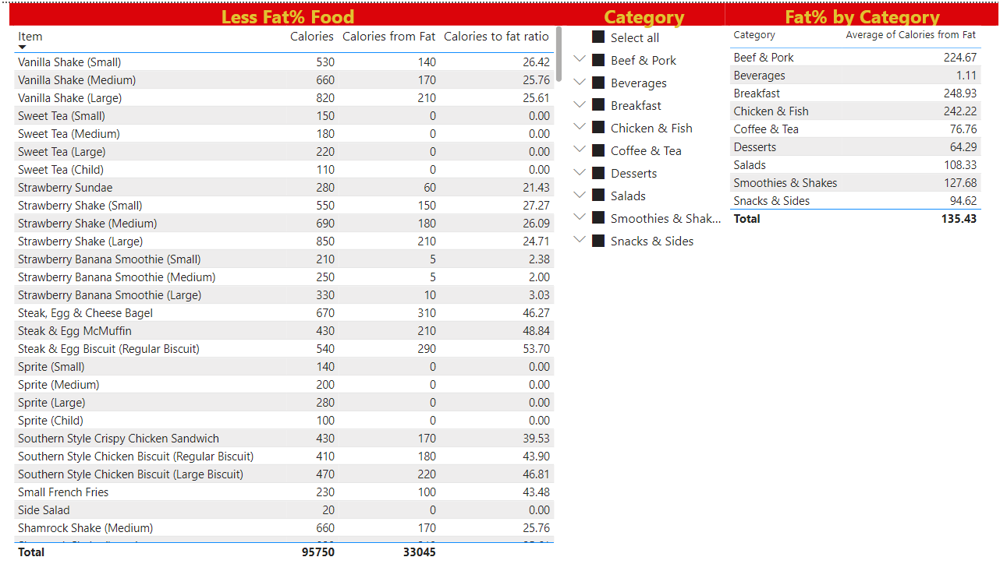 Less Fat% Food
Item Calories Calories from Fat Calories to fat ratio
Vanilla Shake (Small) 530 140 26.42
Vanilla Shake (Medium) 660 170 25.76
Vanilla Shake (Large) 820 210 25.61
Sweet Tea (Small) 150 0 0.00
Sweet Tea (Medium) 180 0 0.00
Sweet Tea (Large) 220 0 0.00
Sweet Tea (Child) 110 0 0.00
Strawberry Sundae 280 60 21.43
Strawberry Shake (Small) 550 150 27.27
Strawberry Shake (Medium) 690 180 26.09
Strawberry Shake (Large) 850 210 24.71
Strawberry Banana Smoothie (Small) 210 5 2.38
Strawberry Banana Smoothie (Medium) 250 5 2.00
Strawberry Banana Smoothie (Large) 330 10 3.03
Steak, Egg & Cheese Bagel 670 310 46.27
Steak & Egg McMuffin 430 210 48.84
Steak & Egg Biscuit (Regular Biscuit) 540 290 53.70
Sprite (Small) 140 0 0.00
Sprite (Medium) 200 0 0.00
Sprite (Large) 280 0 0.00
Sprite (Child) 100 0 0.00
Southern Style Crispy Chicken Sandwich 430 170 39.53
Southern Style Chicken Biscuit (Regular Biscuit) 410 180 43.90
Southern Style Chicken Biscuit (Large Biscuit) 470 220 46.81
Small French Fries 230 100 43.48
Side Salad 20 0 0.00
Shamrock Shake (Medium) 660 170 25.76
Total 95750 33045
Category
Select all
Beef & Pork
Beverages
Breakfast
Chicken & Fish
Coffee & Tea
Desserts
Salads
Smoothies & Shak...
Snacks & Sides
Fat% by Category
Category Average of Calories from Fat
Beef & Pork 224.67
Beverages 1.11
Breakfast 248.93
Chicken & Fish 242.22
Coffee & Tea 76.76
Desserts 64.29
Salads 108.33
Smoothies & Shakes 127.68
Snacks & Sides 94.62
Total 135.43